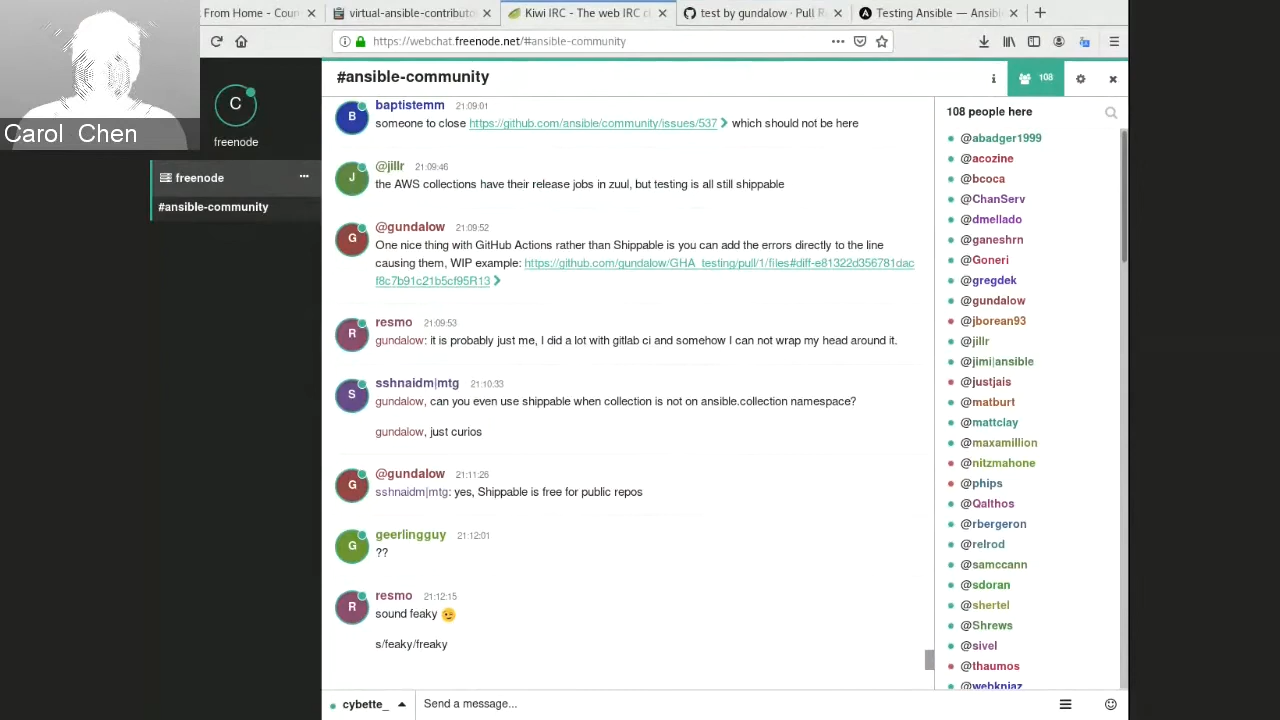 From Home - Coun
virtual-ansible-contributo
Kiwi IRC - The web IRC cl
test by gundalow · Pull R
Testing Ansible — Ansibl
https://webchat.freenode.net/#ansible-community
Carol Chen
C
freenode
freenode
#ansible-community
#ansible-community
108
B
baptistemm 21:09:01
someone to close https://github.com/ansible/community/issues/537 which should not be here
J
@jillr 21:09:46
the AWS collections have their release jobs in zuul, but testing is all still shippable
G
@gundalow 21:09:52
One nice thing with GitHub Actions rather than Shippable is you can add the errors directly to the line
causing them, WIP example: https://github.com/gundalow/GHA_testing/pull/1/files#diff-e81322d356781dac
f8c7b91c21b5cf95R13
R
resmo 21:09:53
gundalow: it is probably just me, I did a lot with gitlab ci and somehow I can not wrap my head around it.
S
sshnaidm|mtg 21:10:33
gundalow, can you even use shippable when collection is not on ansible.collection namespace?
gundalow, just curios
G
@gundalow 21:11:26
sshnaidm|mtg: yes, Shippable is free for public repos
G
geerlingguy 21:12:01
??
R
resmo 21:12:15
sound feaky 😉
s/feaky/freaky
cybette_
Send a message...
108 people here
@abadger1999
@acozine
@bcoca
@ChanServ
@dmellado
@ganeshrn
@Goneri
@gregdek
@gundalow
@jborean93
@jillr
@jimi|ansible
@justjais
@matburt
@mattclay
@maxamillion
@nitzmahone
@phips
@Qalthos
@rbergeron
@relrod
@samccann
@sdoran
@shertel
@Shrews
@sivel
@thaumos
@webknjaz